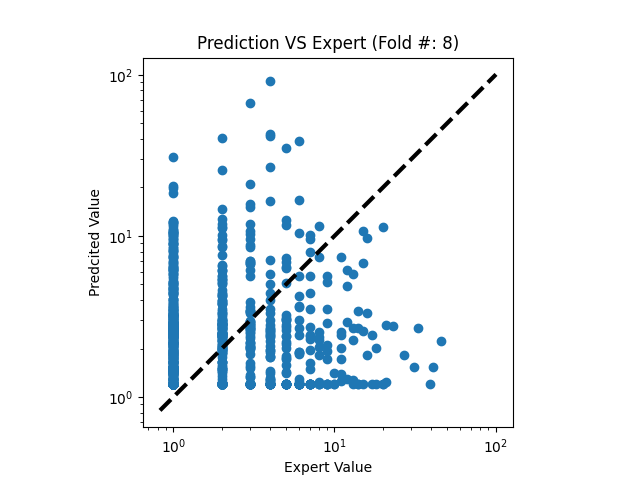 Prediction VS Expert (Fold #: 8)
Predcited Value
10²
10¹
10⁰
10⁰ 10¹ 10²
Expert Value